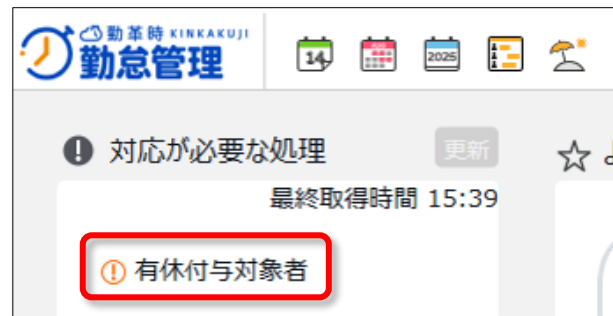 勤革時 KINKAKUJI
勤怠管理
14
2025
対応が必要な処理
更新
最終取得時間 15:39
有休付与対象者